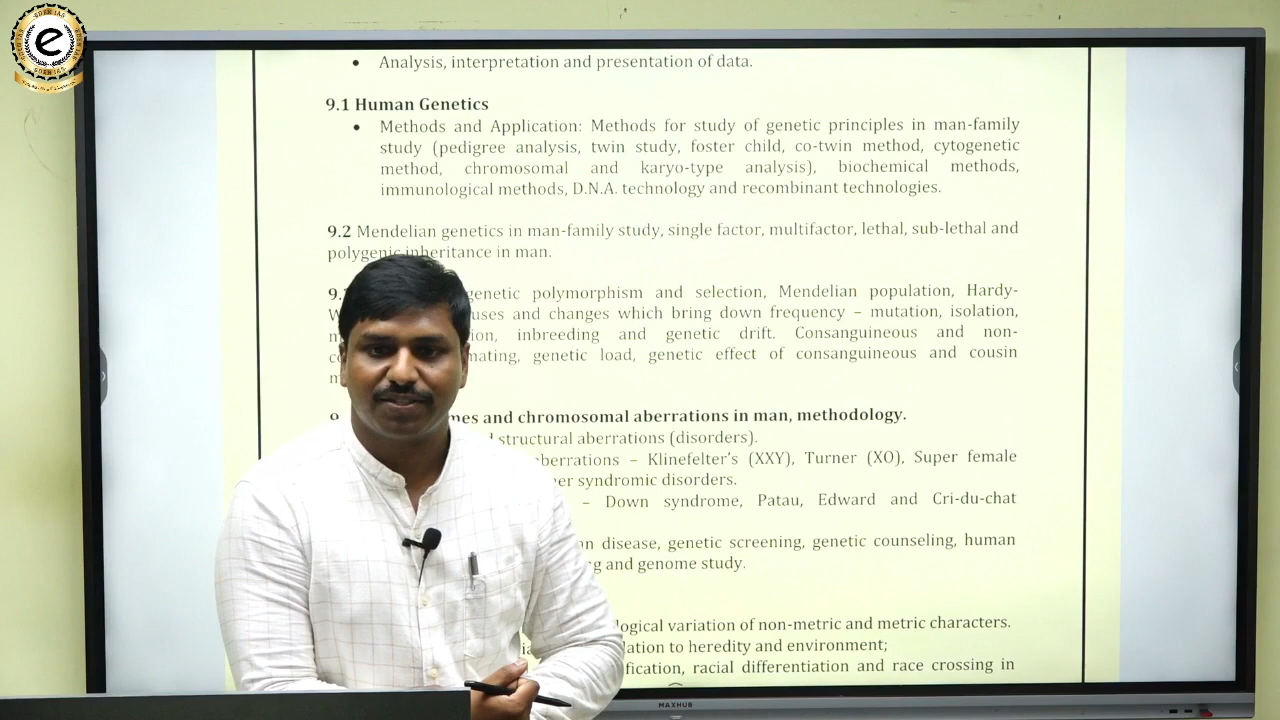 EDEN IAS
e
EDEN IAS
• Analysis, interpretation and presentation of data.
9.1 Human Genetics
• Methods and Application: Methods for study of genetic principles in man-family
study (pedigree analysis, twin study, foster child, co-twin method, cytogenetic
method, chromosomal and karyo-type analysis), biochemical methods,
immunological methods, D.N.A. technology and recombinant technologies.
9.2 Mendelian genetics in man-family study, single factor, multifactor, lethal, sub-lethal and
polygenic inheritance in man.
genetic polymorphism and selection, Mendelian population, Hardy-
uses and changes which bring down frequency – mutation, isolation,
inbreeding and genetic drift. Consanguineous and non-
mating, genetic load, genetic effect of consanguineous and cousin
mes and chromosomal aberrations in man, methodology.
structural aberrations (disorders).
aberrations – Klinefelter's (XXY), Turner (XO), Super female
er syndromic disorders.
– Down syndrome, Patau, Edward and Cri-du-chat
disease, genetic screening, genetic counseling, human
g and genome study.
logical variation of non-metric and metric characters.
lation to heredity and environment;
fication, racial differentiation and race crossing in
MAXHUB